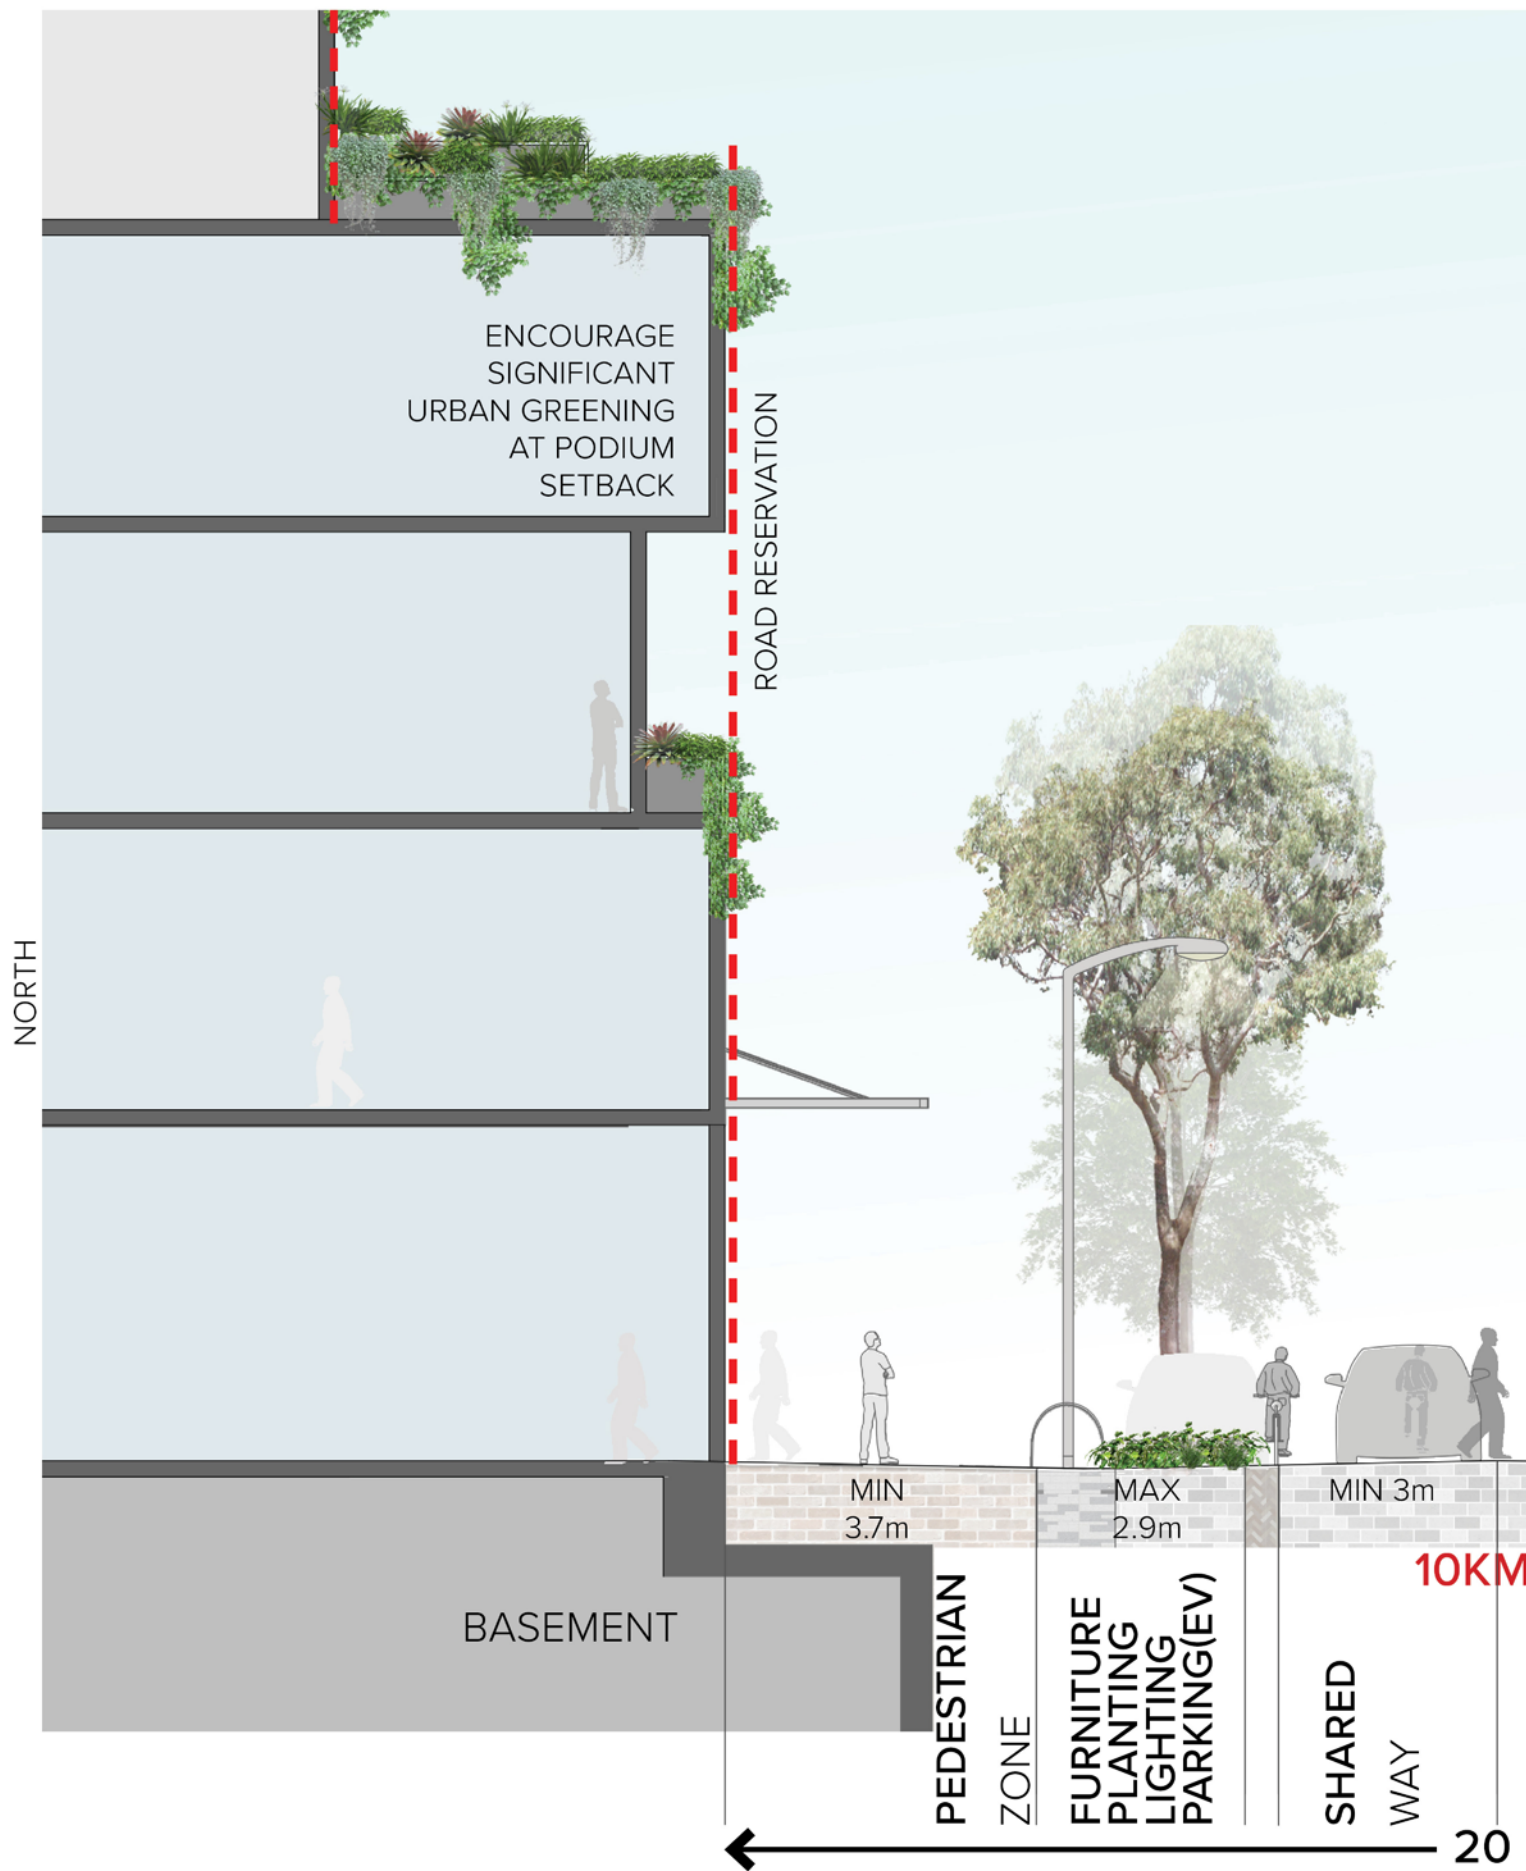 ENCOURAGE
SIGNIFICANT
URBAN GREENING
AT PODIUM
SETBACK
ROAD RESERVATION
NORTH
MIN
3.7m
MAX
2.9m
MIN 3m
10KM
BASEMENT
PEDESTRIAN
ZONE
FURNITURE
PLANTING
LIGHTING
PARKING(EV)
SHARED
WAY
20